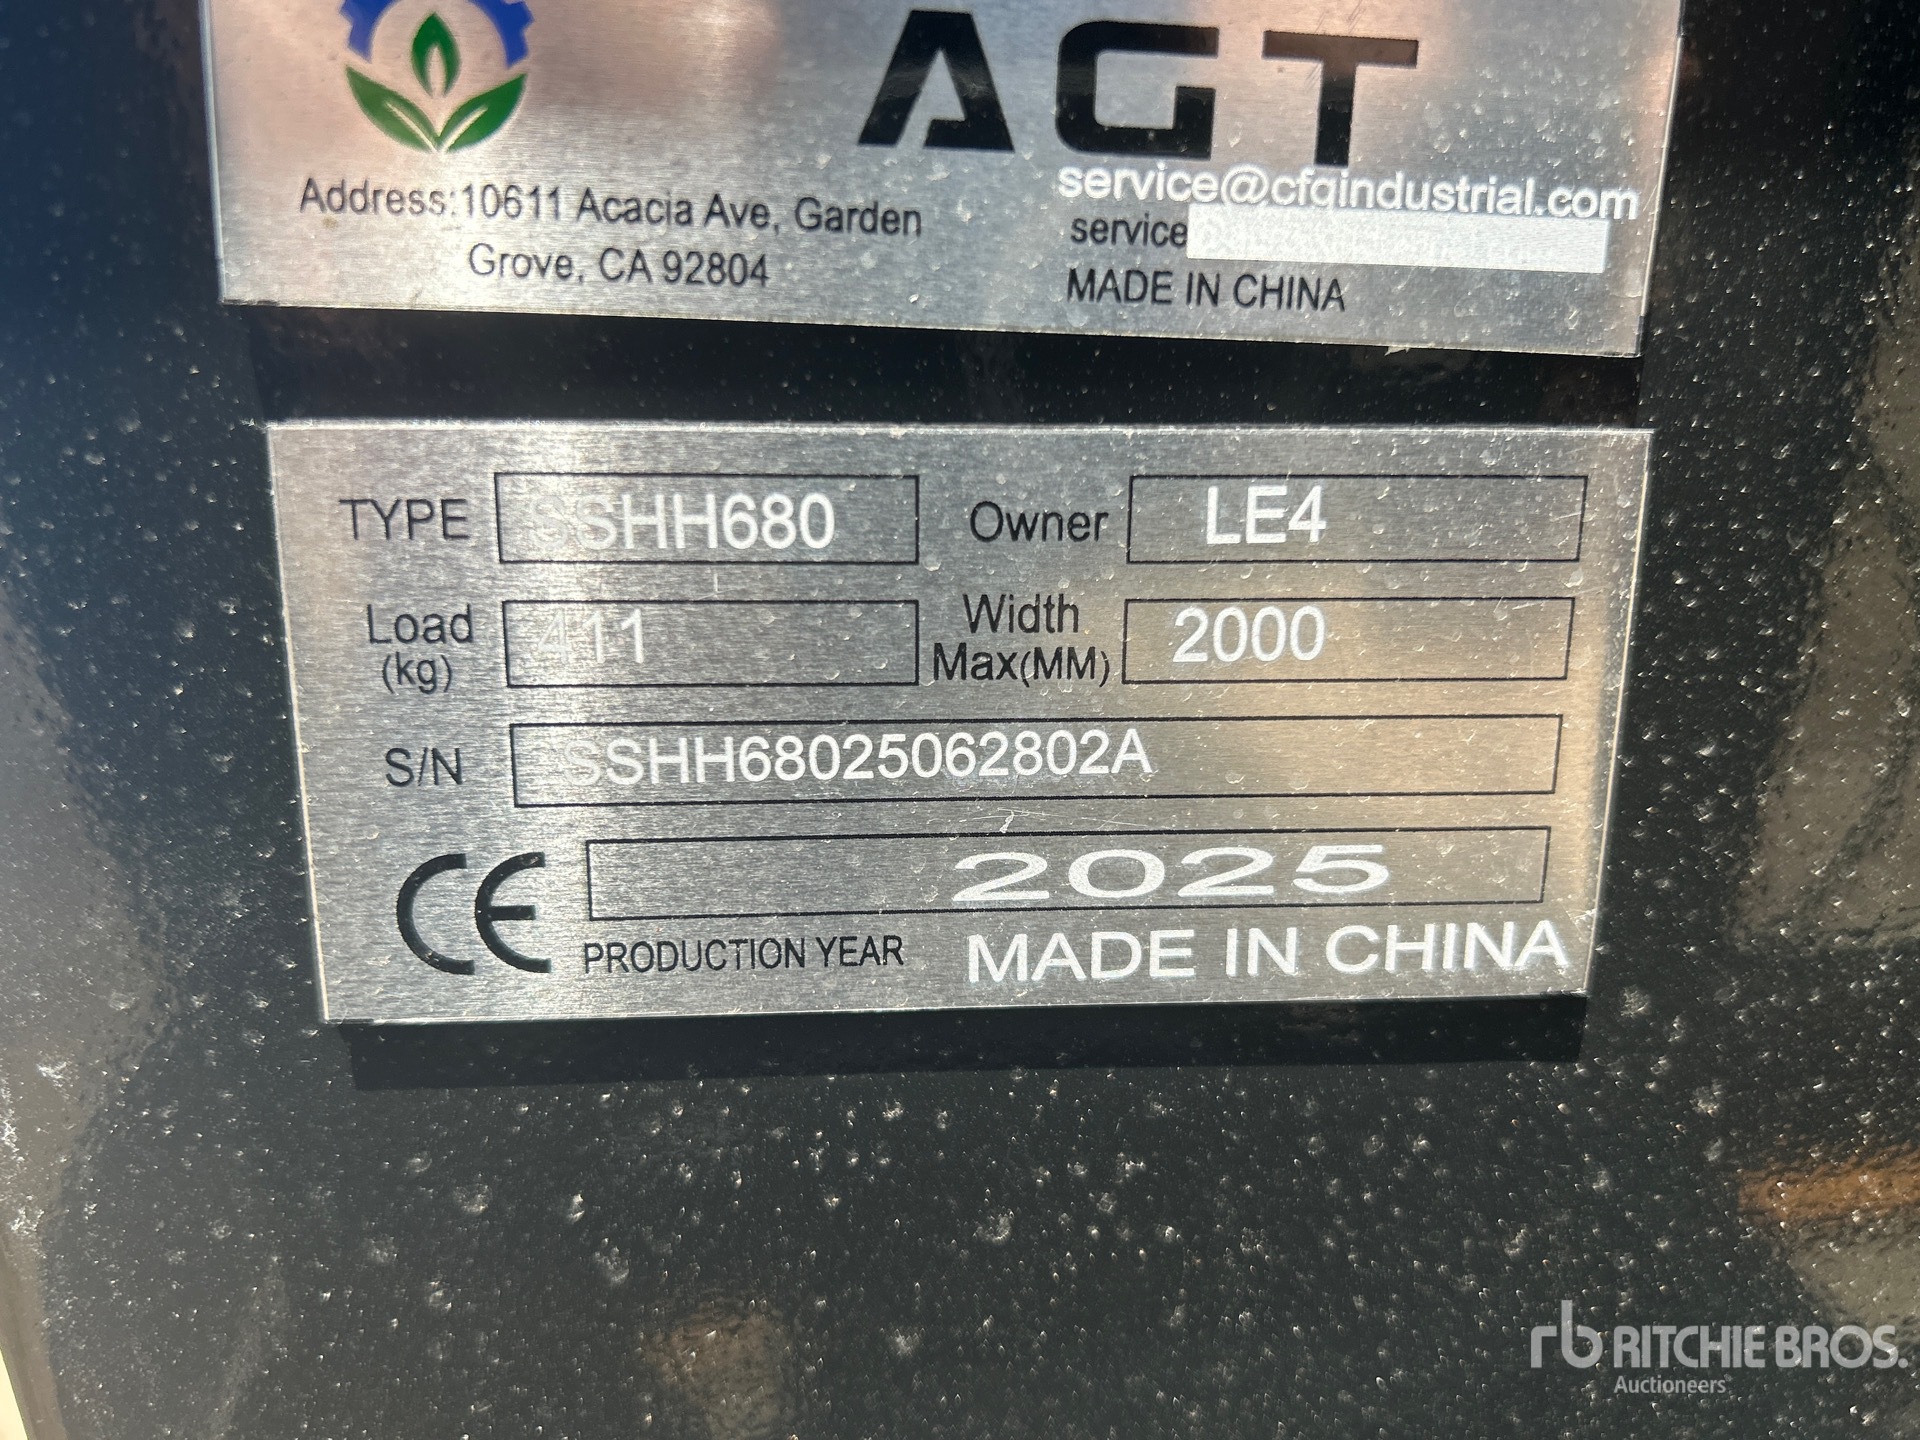 AGT
Address:10611 Acacia Ave, Garden
Grove, CA 92804
service@cfgindustrial.com
service
MADE IN CHINA
TYPE SSHH680 Owner LE4
Load (kg) 411 Width Max(MM) 2000
S/N SSHH68025062802A
CE 2025
PRODUCTION YEAR MADE IN CHINA
rb RITCHIE BROS.
Auctioneers